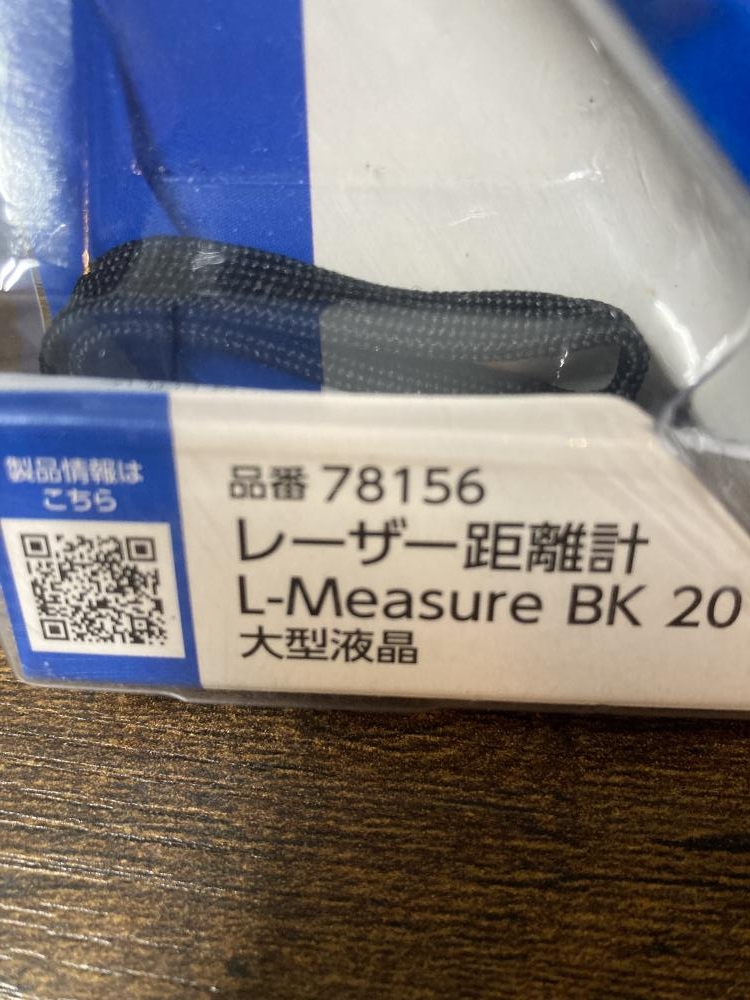 製品情報は
こちら
品番 78156
レーザー距離計
L-Measure BK 20
大型液晶